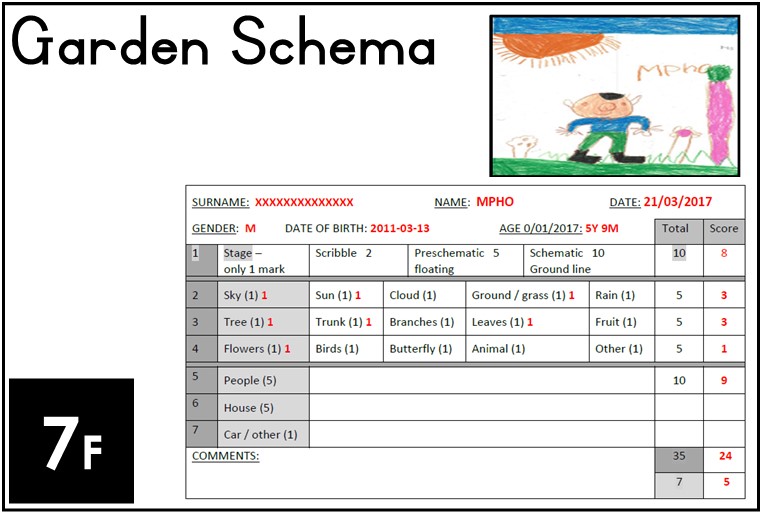 Garden Schema
Mpho
SURNAME: XXXXXXXXXXXXXX NAME: MPHO DATE: 21/03/2017
GENDER: M DATE OF BIRTH: 2011-03-13 AGE 0/01/2017: 5Y 9M Total Score
1 Stage – only 1 mark Scribble 2 Preschematic 5 floating Schematic 10 Ground line 10 8
2 Sky (1) 1 Sun (1) 1 Cloud (1) Ground / grass (1) 1 Rain (1) 5 3
3 Tree (1) 1 Trunk (1) 1 Branches (1) Leaves (1) 1 Fruit (1) 5 3
4 Flowers (1) 1 Birds (1) Butterfly (1) Animal (1) Other (1) 5 1
5 People (5) 10 9
6 House (5)
7 Car / other (1)
COMMENTS: 35 24
7 5
7F